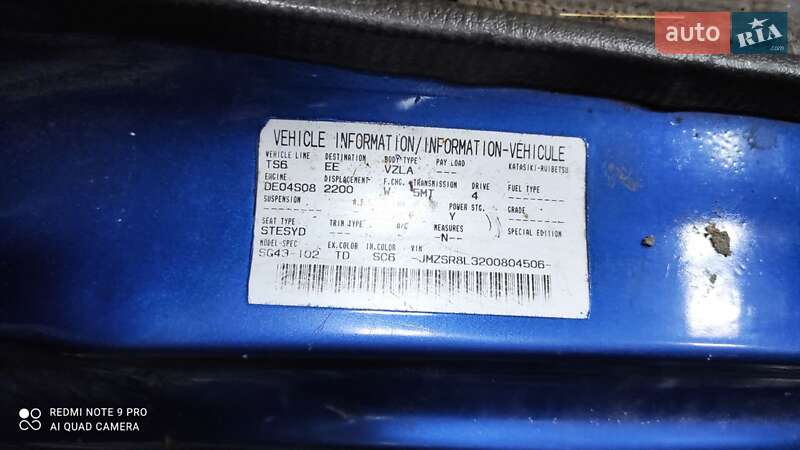 auto RIA
.com
VEHICLE INFORMATION/INFORMATION-VÉHICULE
VEHICLE LINE DESTINATION BODY TYPE PAY LOAD KATASIKI-RUIBETSU
TS6 EE VZLA ---
ENGINE DISPLACEMENT F.CHG. TRANSMISSION DRIVE FUEL TYPE
DE04S08 2200 W 5MT 4
POWER STG. GRADE
Y
SEAT TYPE TRIM TYPE A/C MEASURES SPECIAL EDITION
STESYD --- -N--
MODEL-SPEC EX.COLOR IN.COLOR VIN
SG43-102 TD SC6 -JMZSR8L3200804506-
REDMI NOTE 9 PRO
AI QUAD CAMERA